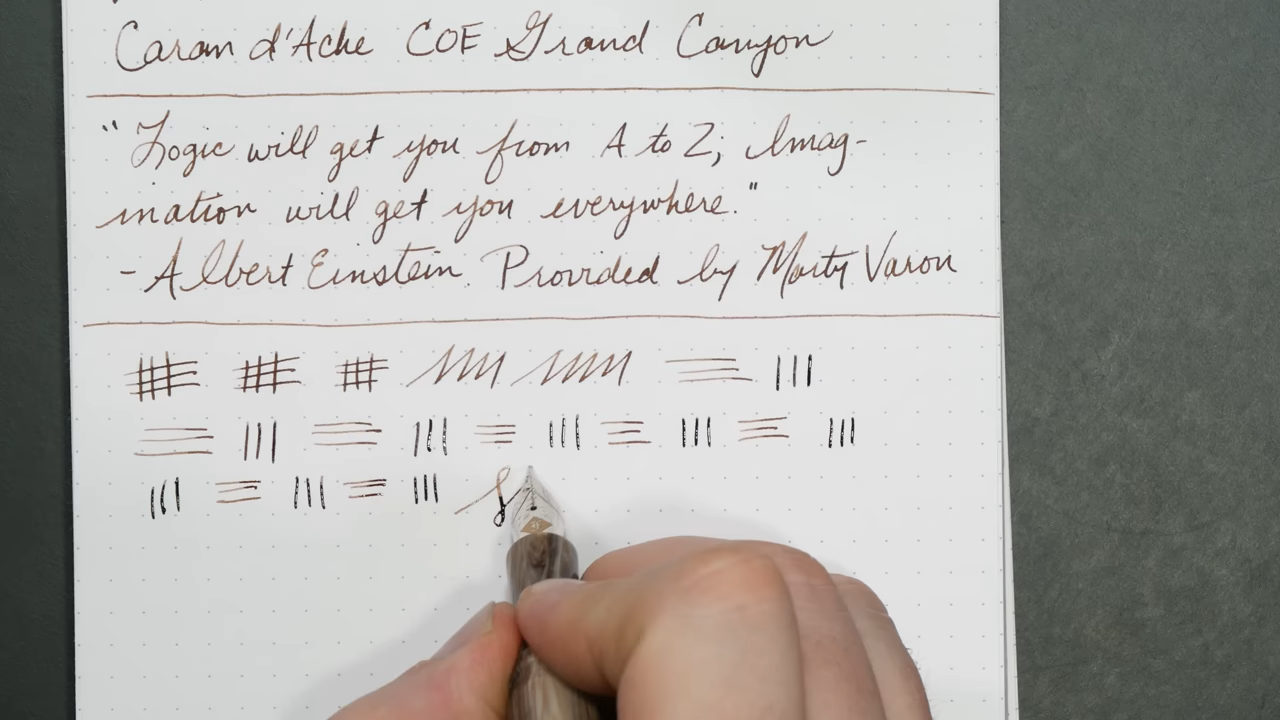 Caran d'Ache COE Grand Canyon
"Logic will get you from A to Z; Imag-
ination will get you everywhere."
- Albert Einstein. Provided by Marty Varon